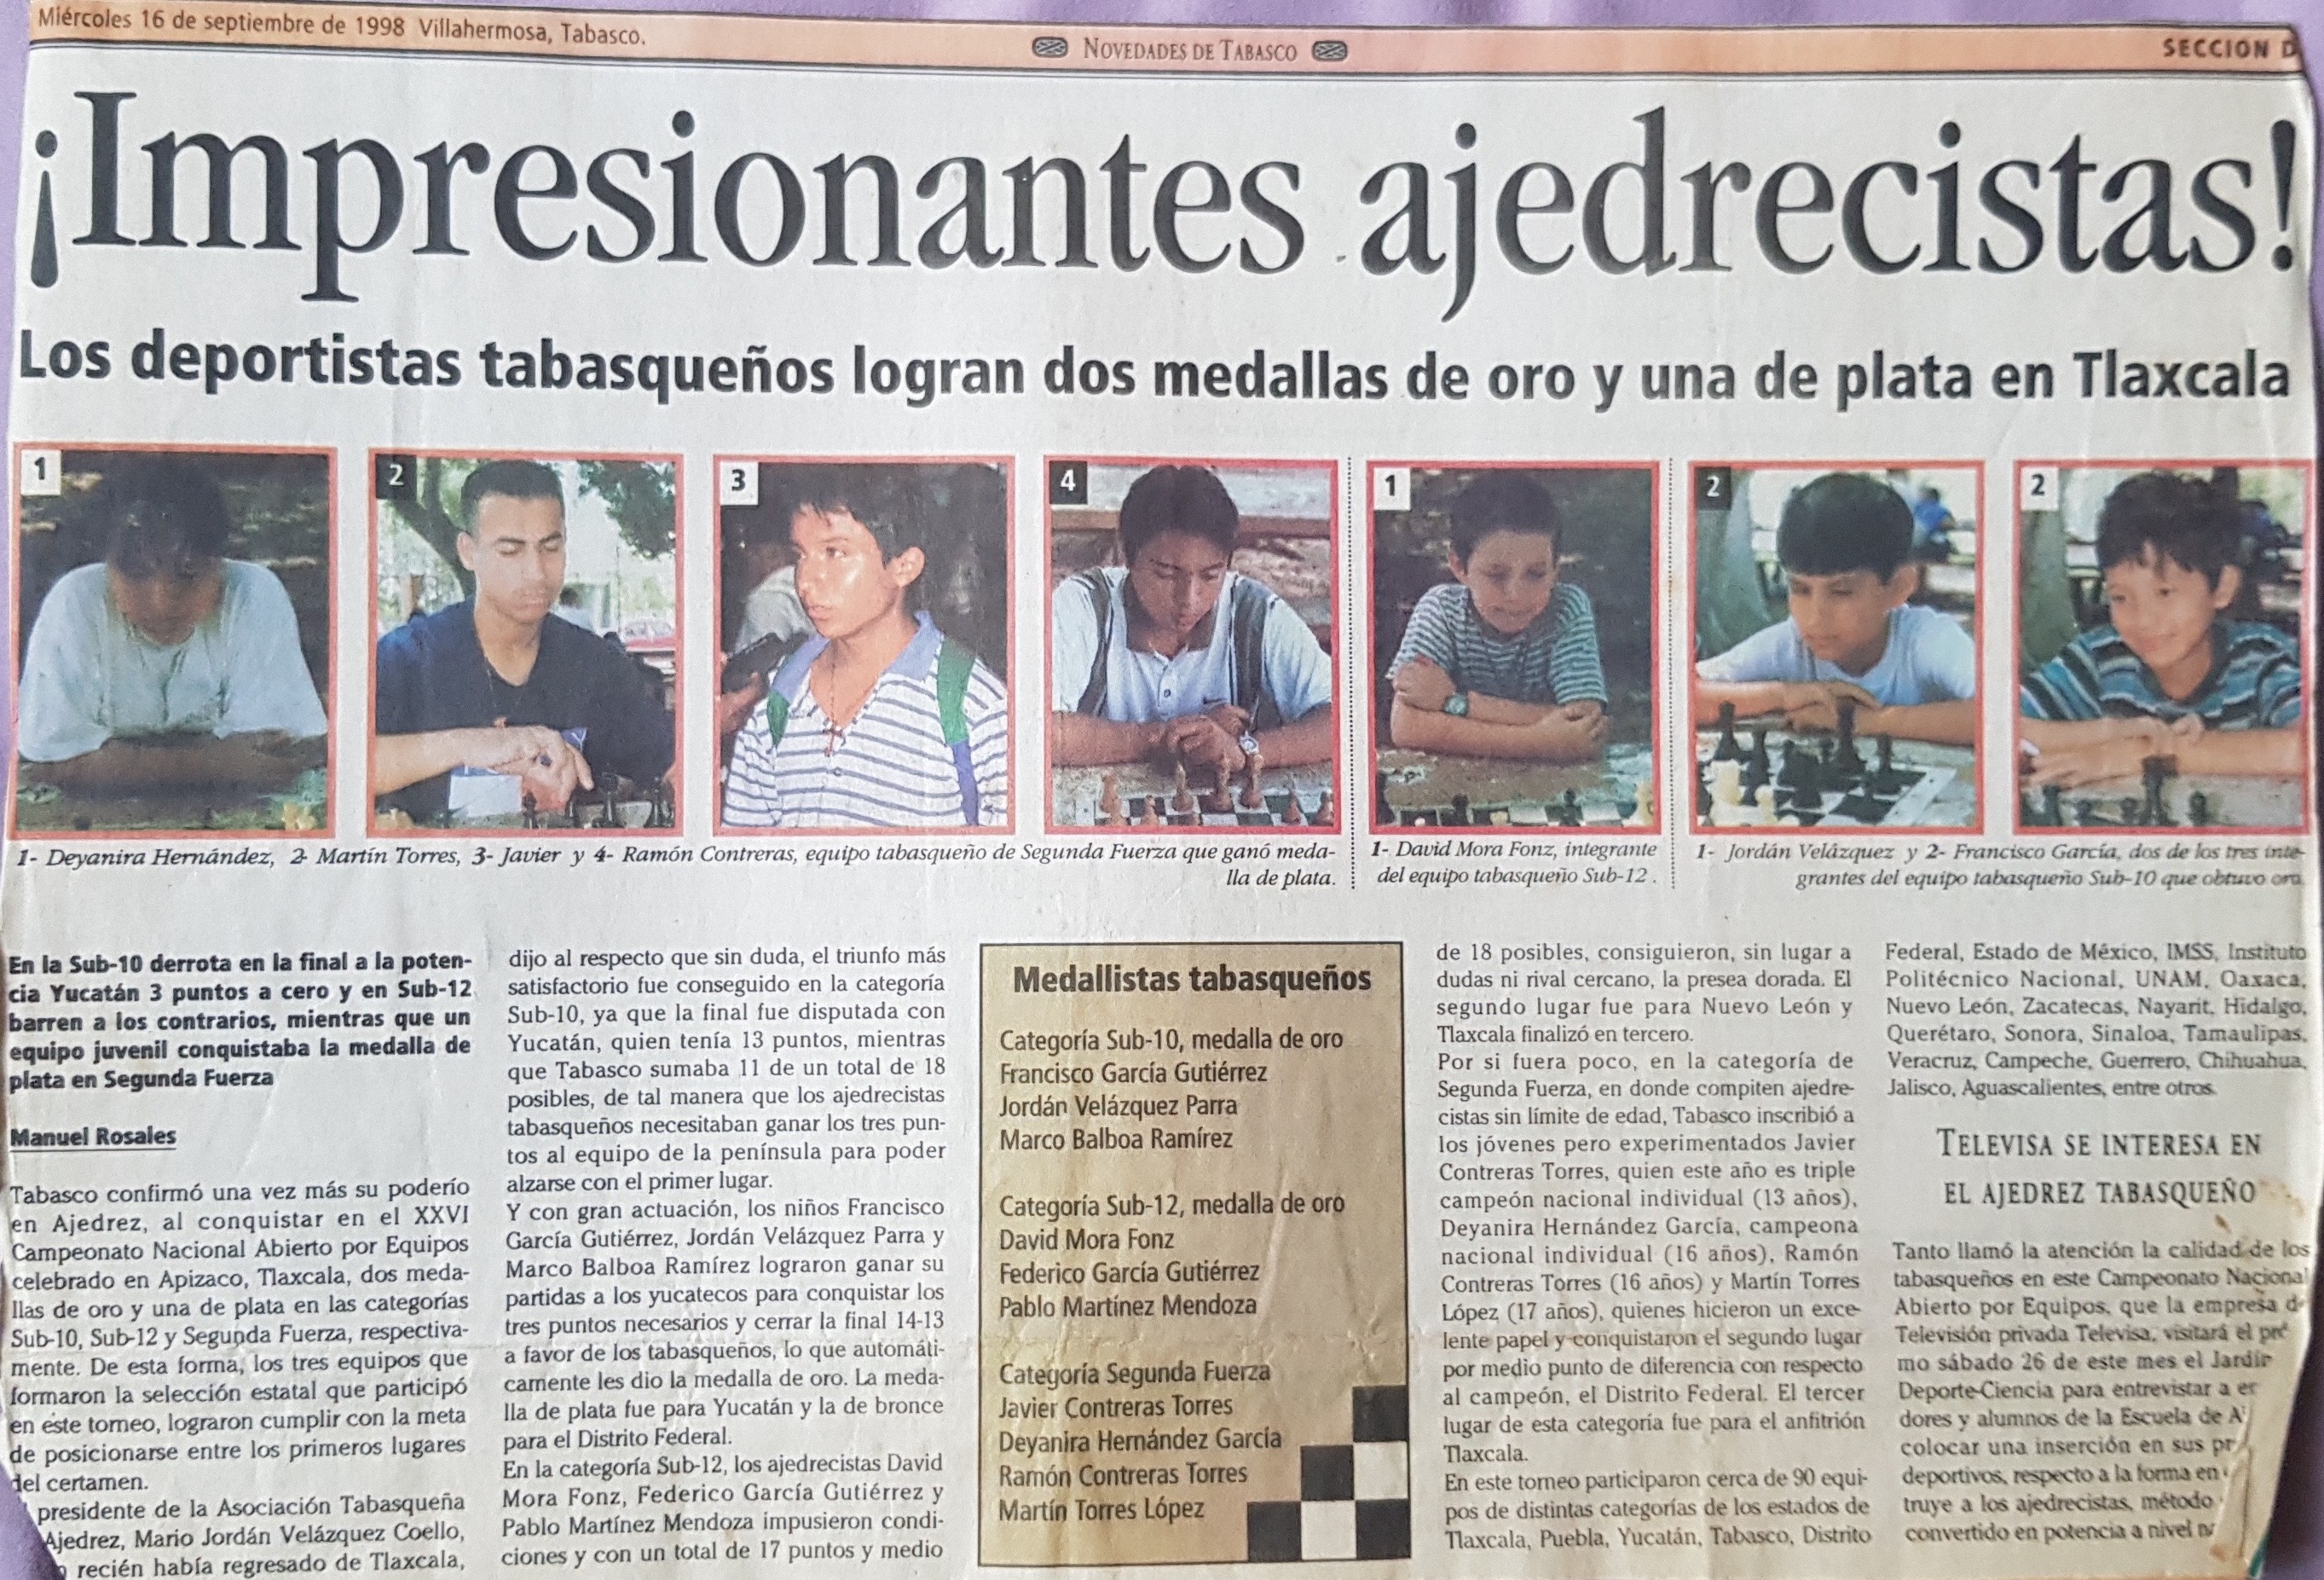 Miércoles 16 de septiembre de 1998 Villahermosa, Tabasco.
NOVEDADES DE TABASCO
SECCION D
¡Impresionantes ajedrecistas!
Los deportistas tabasqueños logran dos medallas de oro y una de plata en Tlaxcala
1
2
3
4
1
2
2
1- Deyanira Hernández, 2- Martín Torres, 3- Javier y 4- Ramón Contreras, equipo tabasqueño de Segunda Fuerza que ganó meda-
lla de plata.
1- David Mora Fonz, integrante
del equipo tabasqueño Sub-12 .
1- Jordán Velázquez y 2- Francisco García, dos de los tres inte-
grantes del equipo tabasqueño Sub-10 que obtuvo oro.
En la Sub-10 derrota en la final a la poten-
cia Yucatán 3 puntos a cero y en Sub-12
barren a los contrarios, mientras que un
equipo juvenil conquistaba la medalla de
plata en Segunda Fuerza
Manuel Rosales
Tabasco confirmó una vez más su poderío
en Ajedrez, al conquistar en el XXVI
Campeonato Nacional Abierto por Equipos
celebrado en Apizaco, Tlaxcala, dos meda-
llas de oro y una de plata en las categorías
Sub-10, Sub-12 y Segunda Fuerza, respectiva-
mente. De esta forma, los tres equipos que
formaron la selección estatal que participó
en este torneo, lograron cumplir con la meta
de posicionarse entre los primeros lugares
del certamen.
presidente de la Asociación Tabasqueña
Ajedrez, Mario Jordán Velázquez Coello,
recién había regresado de Tlaxcala,
dijo al respecto que sin duda, el triunfo más
satisfactorio fue conseguido en la categoría
Sub-10, ya que la final fue disputada con
Yucatán, quien tenía 13 puntos, mientras
que Tabasco sumaba 11 de un total de 18
posibles, de tal manera que los ajedrecistas
tabasqueños necesitaban ganar los tres pun-
tos al equipo de la península para poder
alzarse con el primer lugar.
Y con gran actuación, los niños Francisco
García Gutiérrez, Jordán Velázquez Parra y
Marco Balboa Ramírez lograron ganar su
partidas a los yucatecos para conquistar los
tres puntos necesarios y cerrar la final 14-13
a favor de los tabasqueños, lo que automáti-
camente les dio la medalla de oro. La meda-
lla de plata fue para Yucatán y la de bronce
para el Distrito Federal.
En la categoría Sub-12, los ajedrecistas David
Mora Fonz, Federico García Gutiérrez y
Pablo Martínez Mendoza impusieron condi-
ciones y con un total de 17 puntos y medio
Medallistas tabasqueños
Categoría Sub-10, medalla de oro
Francisco García Gutiérrez
Jordán Velázquez Parra
Marco Balboa Ramírez
Categoría Sub-12, medalla de oro
David Mora Fonz
Federico García Gutiérrez
Pablo Martínez Mendoza
Categoría Segunda Fuerza
Javier Contreras Torres
Deyanira Hernández García
Ramón Contreras Torres
Martín Torres López
de 18 posibles, consiguieron, sin lugar a
dudas ni rival cercano, la presea dorada. El
segundo lugar fue para Nuevo León y
Tlaxcala finalizó en tercero.
Por si fuera poco, en la categoría de
Segunda Fuerza, en donde compiten ajedre-
cistas sin límite de edad, Tabasco inscribió a
los jóvenes pero experimentados Javier
Contreras Torres, quien este año es triple
campeón nacional individual (13 años),
Deyanira Hernández García, campeona
nacional individual (16 años), Ramón
Contreras Torres (16 años) y Martín Torres
López (17 años), quienes hicieron un exce-
lente papel y conquistaron el segundo lugar
por medio punto de diferencia con respecto
al campeón, el Distrito Federal. El tercer
lugar de esta categoría fue para el anfitrión
Tlaxcala.
En este torneo participaron cerca de 90 equi-
pos de distintas categorías de los estados de
Tlaxcala, Puebla, Yucatán, Tabasco, Distrito
Federal, Estado de México, IMSS, Instituto
Politécnico Nacional, UNAM, Oaxaca,
Nuevo León, Zacatecas, Nayarit, Hidalgo,
Querétaro, Sonora, Sinaloa, Tamaulipas,
Veracruz, Campeche, Guerrero, Chihuahua,
Jalisco, Aguascalientes, entre otros.
TELEVISA SE INTERESA EN
EL AJEDREZ TABASQUEÑO
Tanto llamó la atención la calidad de los
tabasqueños en este Campeonato Nacional
Abierto por Equipos, que la empresa
Televisión privada Televisa, visitará el
mo sábado 26 de este mes el
Deporte-Ciencia para entrevistar a
dores y alumnos de la Escuela de
colocar una inserción en sus
deportivos, respecto a la forma en
truye a los ajedrecistas, método
convertido en potencia a nivel